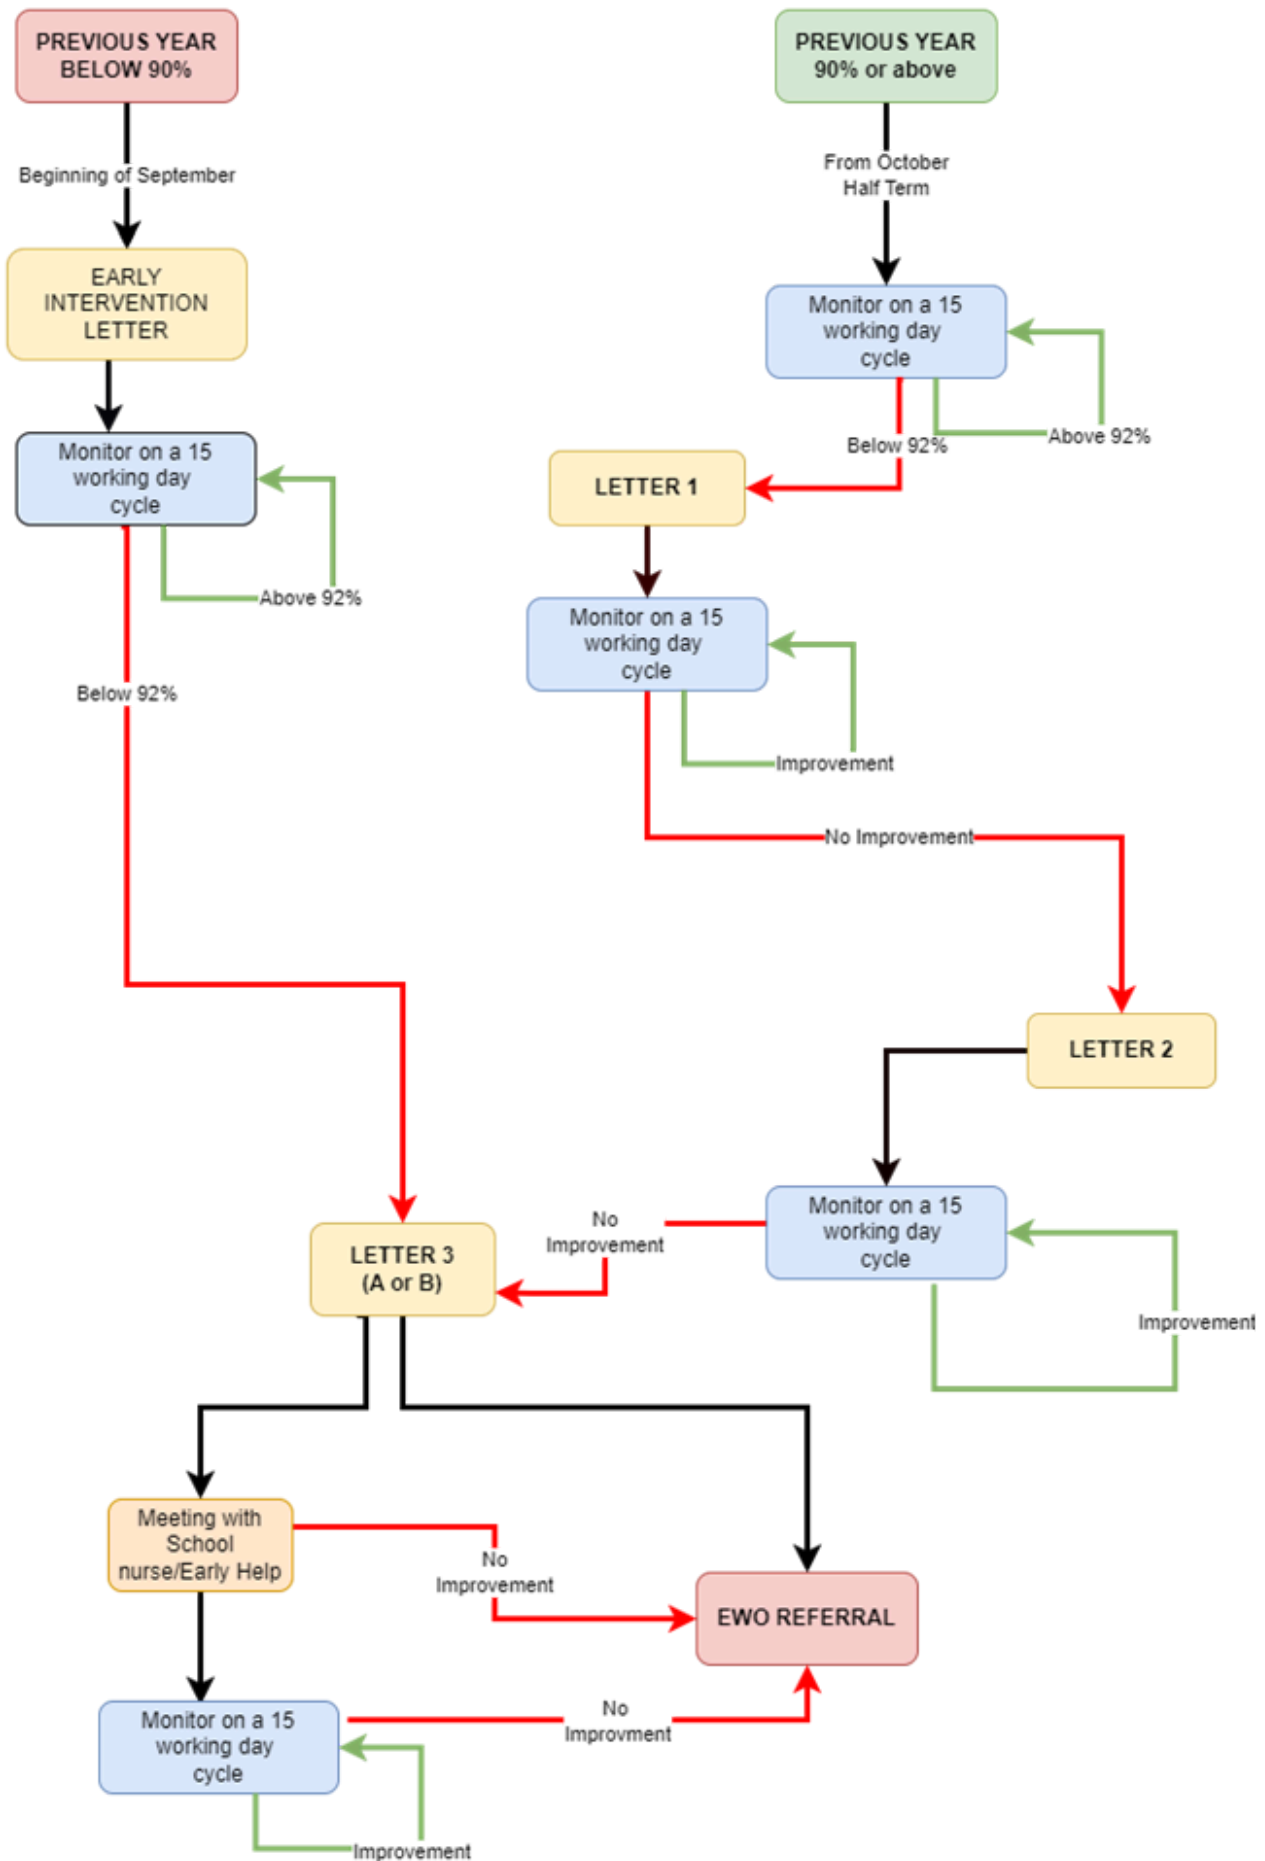 PREVIOUS YEAR
BELOW 90%
PREVIOUS YEAR
90% or above
Beginning of September
From October
Half Term
EARLY
INTERVENTION
LETTER
Monitor on a 15
working day
cycle
Above 92%
Below 92%
Monitor on a 15
working day
cycle
Above 92%
Below 92%
LETTER 1
Monitor on a 15
working day
cycle
Improvement
No Improvement
LETTER 2
Monitor on a 15
working day
cycle
Improvement
No
Improvement
LETTER 3
(A or B)
Meeting with
School
nurse/Early Help
No
Improvement
EWO REFERRAL
Monitor on a 15
working day
cycle
No
Improvment
Improvement